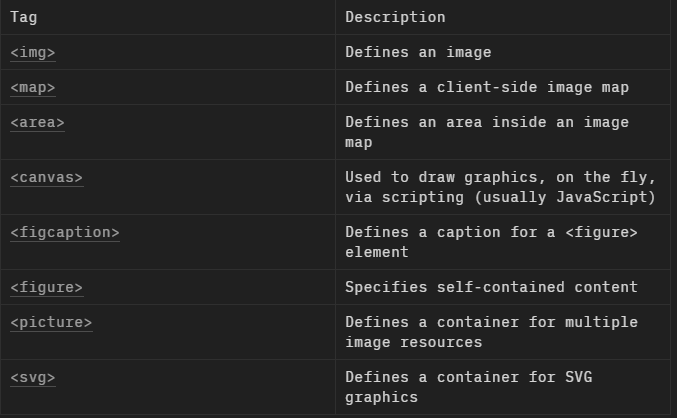 Tag Description
<img> Defines an image
<map> Defines a client-side image map
<area> Defines an area inside an image
map
<canvas> Used to draw graphics, on the fly,
via scripting (usually JavaScript)
<figcaption> Defines a caption for a <figure>
element
<figure> Specifies self-contained content
<picture> Defines a container for multiple
image resources
<svg> Defines a container for SVG
graphics